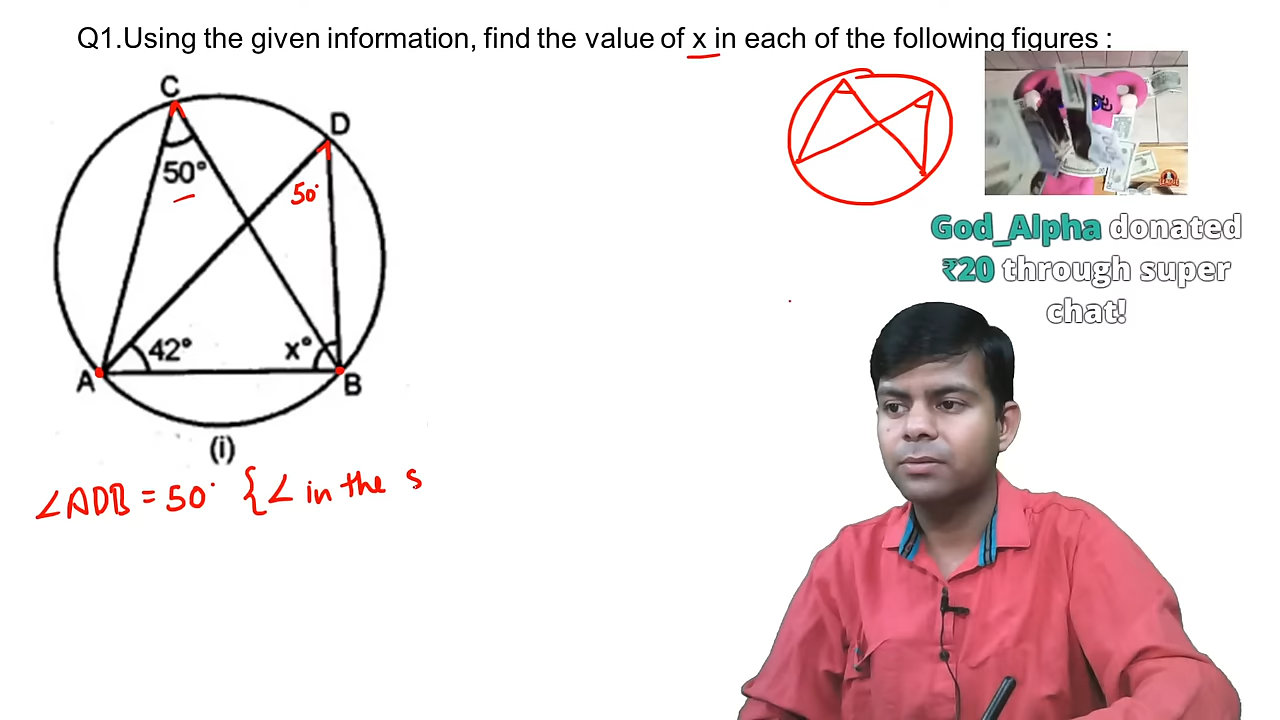 Q1.Using the given information, find the value of x in each of the following figures :
C
D
50°
50°
42°
x°
A
B
(i)
∠ADB = 50° {∠ in the s
God_Alpha donated
₹20 through super
chat!